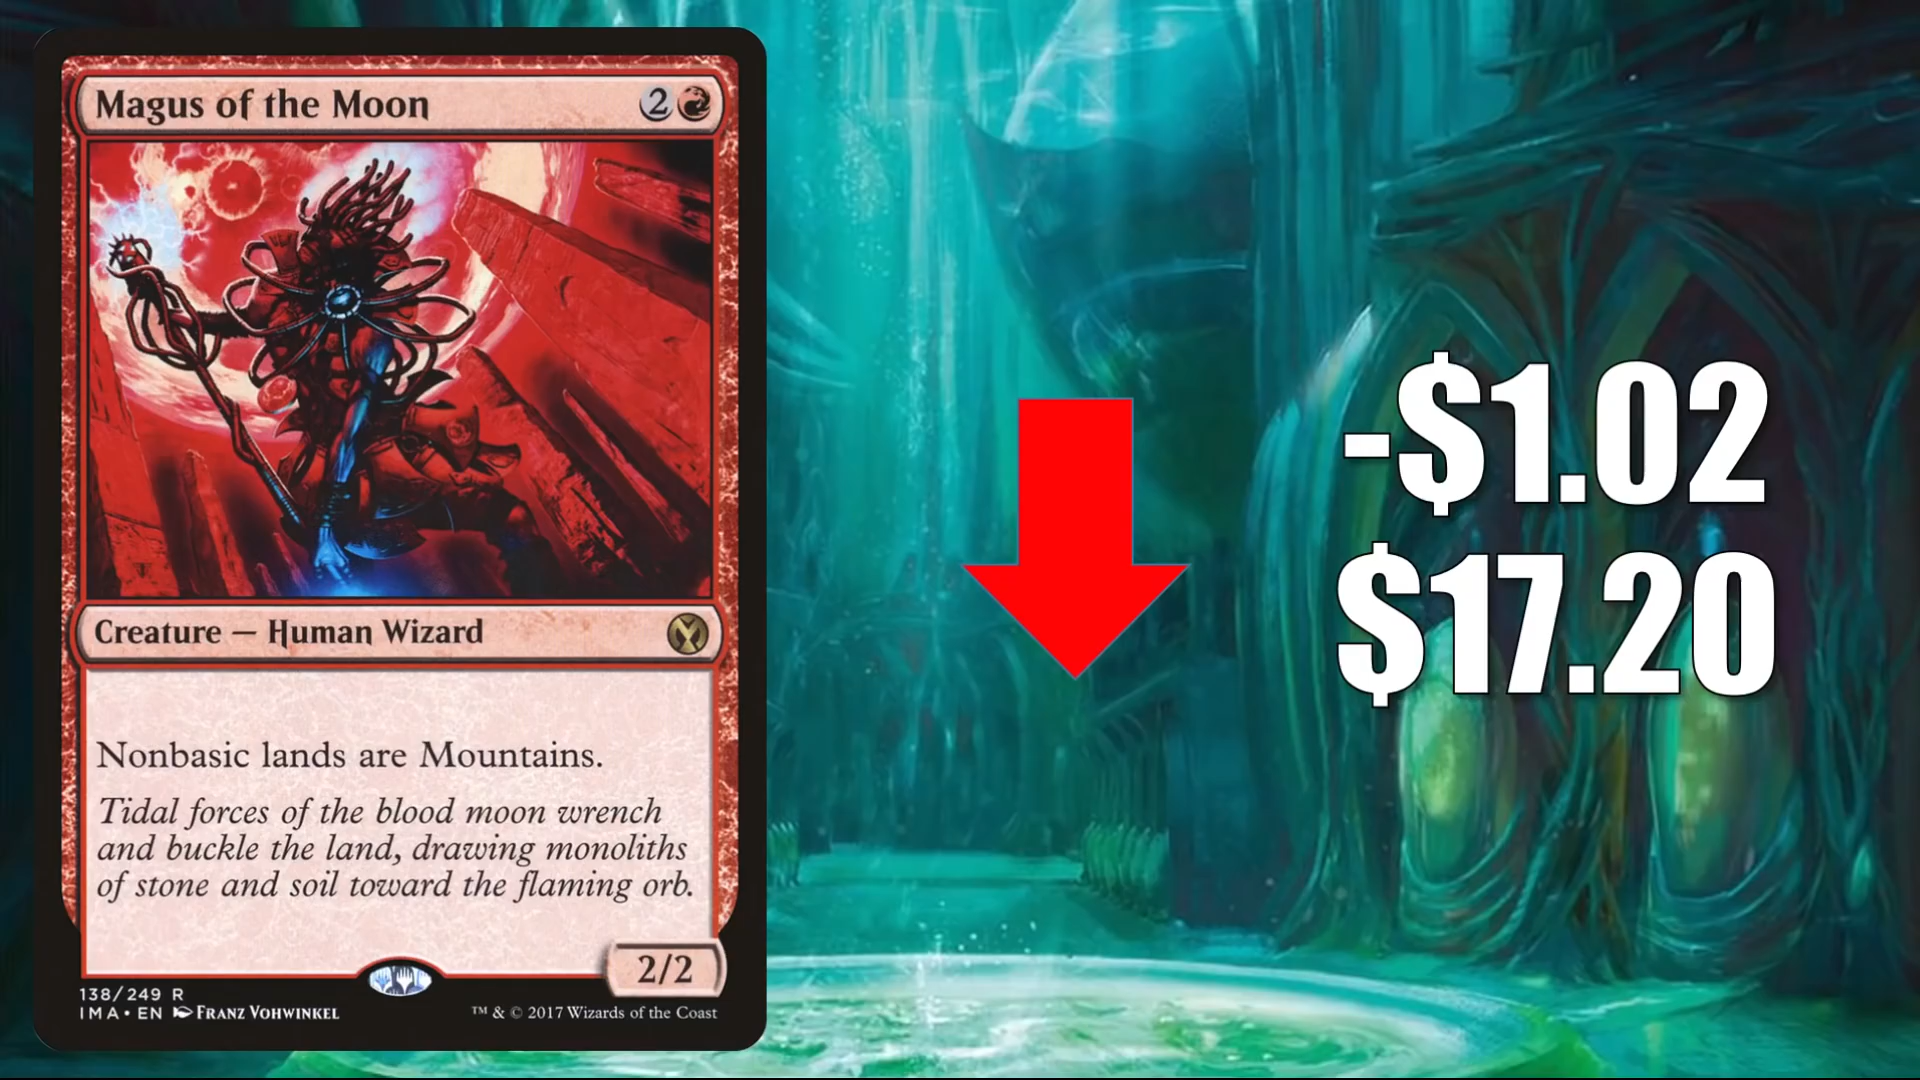 Magus of the Moon
2
Creature — Human Wizard
Nonbasic lands are Mountains.
Tidal forces of the blood moon wrench
and buckle the land, drawing monoliths
of stone and soil toward the flaming orb.
2/2
138/249 R
IMA • EN Franz Vohwinkel
™ & © 2017 Wizards of the Coast
-$1.02
$17.20